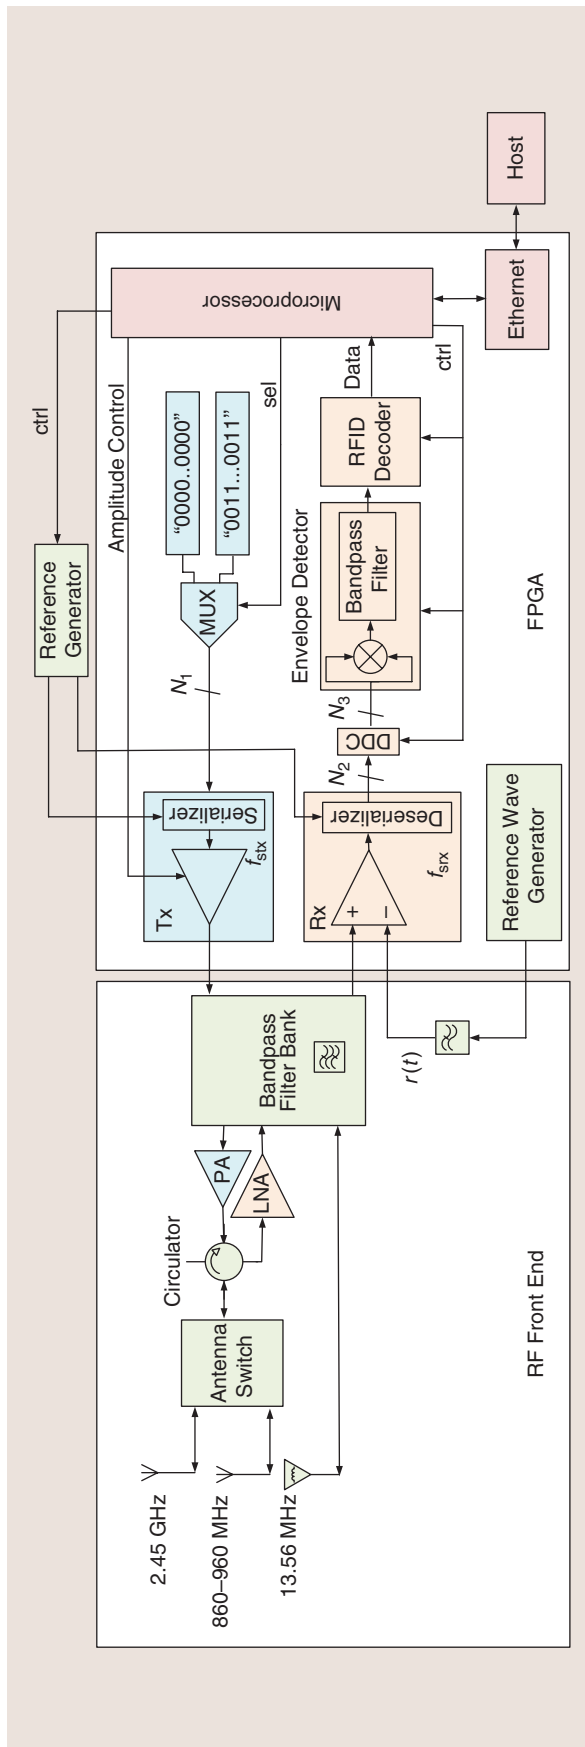 2.45 GHz
860–960 MHz
13.56 MHz
Antenna
Switch
Circulator
PA
LNA
Bandpass
Filter Bank
r(t)
RF Front End
Tx
Serializer
fstx
Rx
+
–
Deserializer
fsrx
Reference Wave
Generator
Reference
Generator
ctrl
Amplitude Control
N1
MUX
"0000..0000"
"0011...0011"
sel
N2
DDC
N3
Envelope Detector
Bandpass
Filter
RFID
Decoder
Data
ctrl
Microprocessor
Ethernet
Host
FPGA